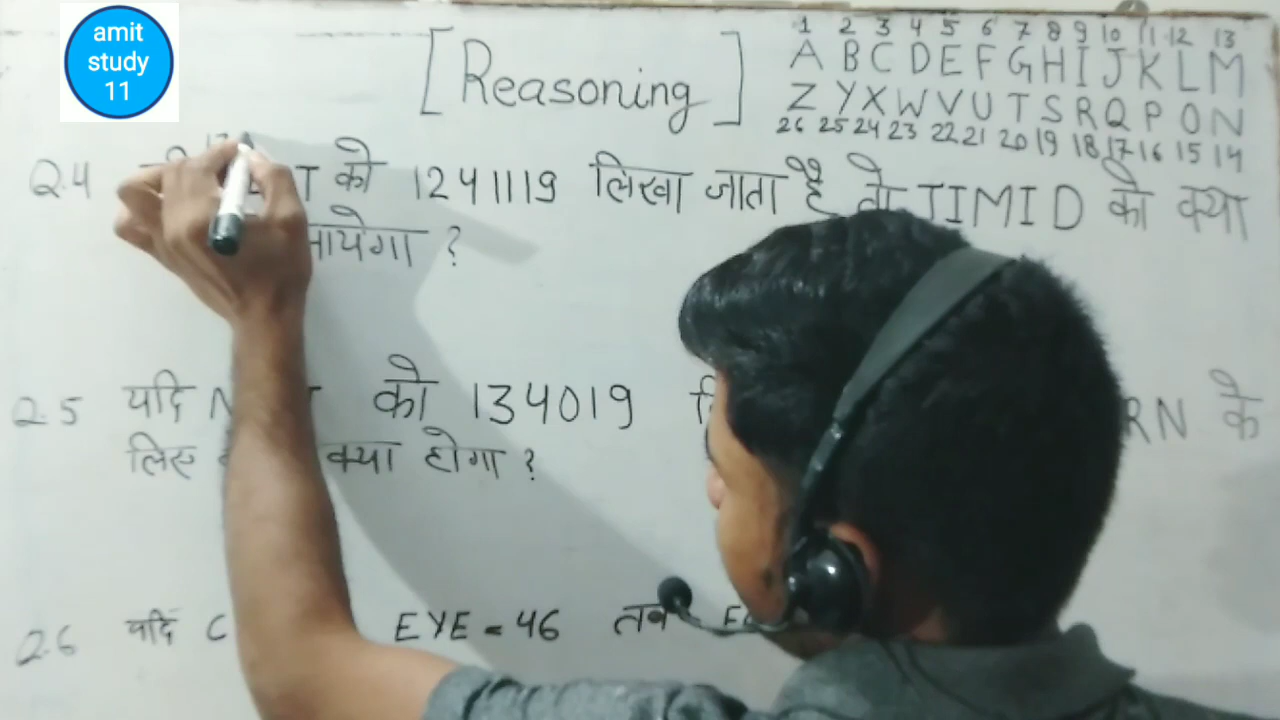 amit
study
11
[Reasoning]
1 2 3 4 5 6 7 8 9 10 11 12 13
A B C D E F G H I J K L M
Z Y X W V U T S R Q P O N
26 25 24 23 22 21 20 19 18 17 16 15 14
Q.4 T को 1241119 लिखा जाता है तो TIMID को क्या
जायेगा ?
Q.5 यदि N को 134019 RN के
लिए क्या होगा ?
Q.6 यदि C EYE = 46 तब